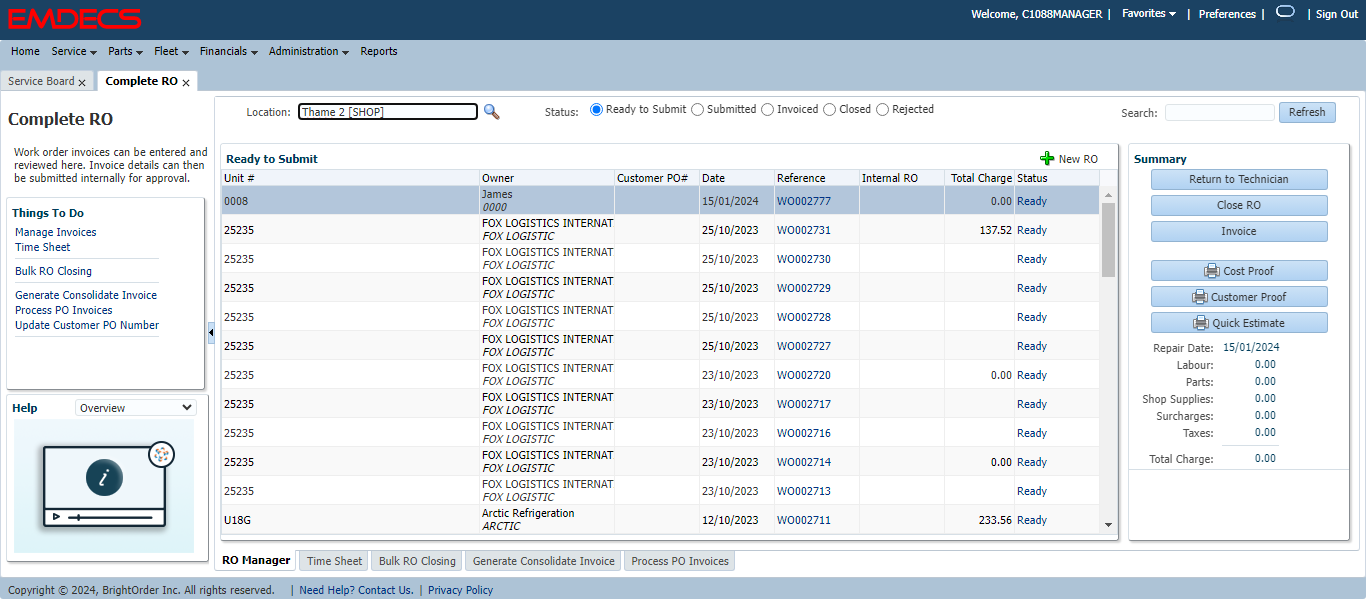 EMDECS
Welcome, C1088MANAGER | Favorites | Preferences | | Sign Out
Home Service Parts Fleet Financials Administration Reports
Service Board x Complete RO x
Complete RO
Work order invoices can be entered and
reviewed here. Invoice details can then
be submitted internally for approval.
Things To Do
Manage Invoices
Time Sheet
Bulk RO Closing
Generate Consolidate Invoice
Process PO Invoices
Update Customer PO Number
Help Overview
i
Location: Thame 2 [SHOP] Status: Ready to Submit Submitted Invoiced Closed Rejected Search: Refresh
Ready to Submit New RO
Unit # Owner Customer PO# Date Reference Internal RO Total Charge Status
0008 James 15/01/2024 WO002777 0.00 Ready
0000
25235 FOX LOGISTICS INTERNAT 25/10/2023 WO002731 137.52 Ready
FOX LOGISTIC
25235 FOX LOGISTICS INTERNAT 25/10/2023 WO002730 Ready
FOX LOGISTIC
25235 FOX LOGISTICS INTERNAT 25/10/2023 WO002729 Ready
FOX LOGISTIC
25235 FOX LOGISTICS INTERNAT 25/10/2023 WO002728 Ready
FOX LOGISTIC
25235 FOX LOGISTICS INTERNAT 25/10/2023 WO002727 Ready
FOX LOGISTIC
25235 FOX LOGISTICS INTERNAT 23/10/2023 WO002720 0.00 Ready
FOX LOGISTIC
25235 FOX LOGISTICS INTERNAT 23/10/2023 WO002717 Ready
FOX LOGISTIC
25235 FOX LOGISTICS INTERNAT 23/10/2023 WO002716 Ready
FOX LOGISTIC
25235 FOX LOGISTICS INTERNAT 23/10/2023 WO002714 0.00 Ready
FOX LOGISTIC
25235 FOX LOGISTICS INTERNAT 23/10/2023 WO002713 Ready
FOX LOGISTIC
U18G Arctic Refrigeration 12/10/2023 WO002711 233.56 Ready
ARCTIC
Summary
Return to Technician
Close RO
Invoice
Cost Proof
Customer Proof
Quick Estimate
Repair Date: 15/01/2024
Labour: 0.00
Parts: 0.00
Shop Supplies: 0.00
Surcharges: 0.00
Taxes: 0.00
Total Charge: 0.00
RO Manager Time Sheet Bulk RO Closing Generate Consolidate Invoice Process PO Invoices
Copyright © 2024, BrightOrder Inc. All rights reserved. | Need Help? Contact Us. | Privacy Policy